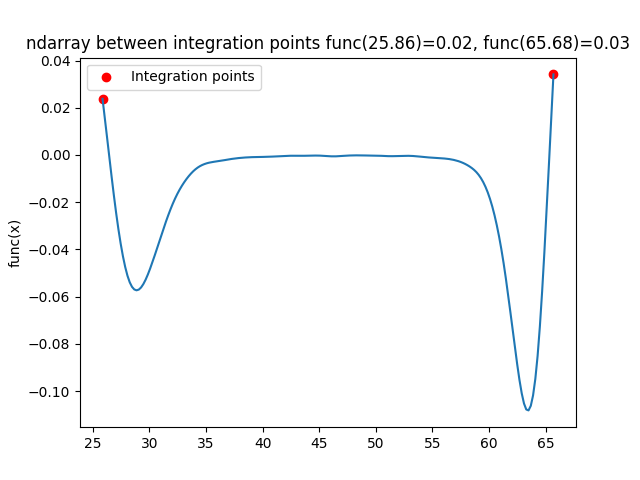 ndarray between integration points func(25.86)=0.02, func(65.68)=0.03
Integration points
func(x)
0.04
0.02
0.00
−0.02
−0.04
−0.06
−0.08
−0.10
25 30 35 40 45 50 55 60 65